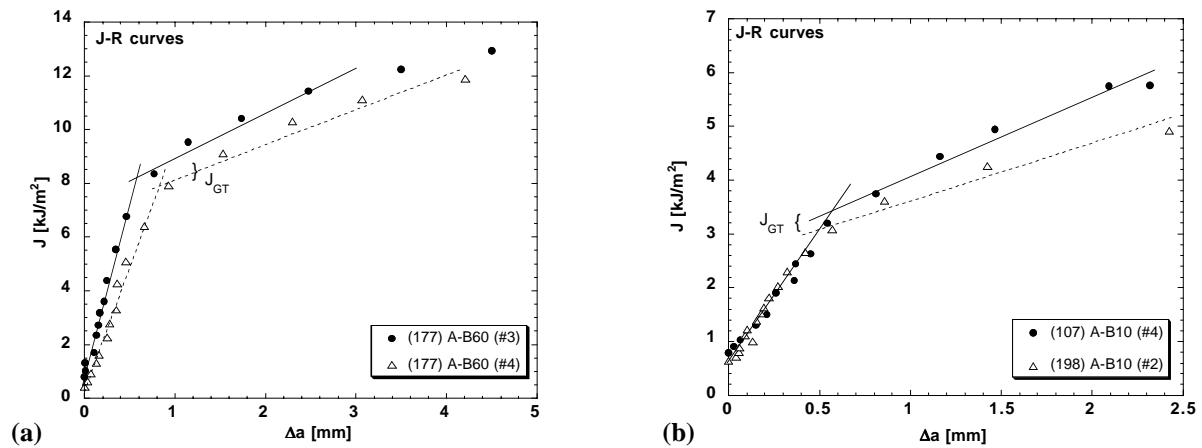 J-R curves
14
12
10
8
6
4
2
0
J [kJ/m²]
} J_GT
(177) A-B60 (#3)
(177) A-B60 (#4)
0 1 2 3 4 5
Δa [mm]
(a)
J-R curves
7
6
5
4
3
2
1
0
J [kJ/m²]
J_GT {
(107) A-B10 (#4)
(198) A-B10 (#2)
0 0.5 1 1.5 2 2.5
Δa [mm]
(b)